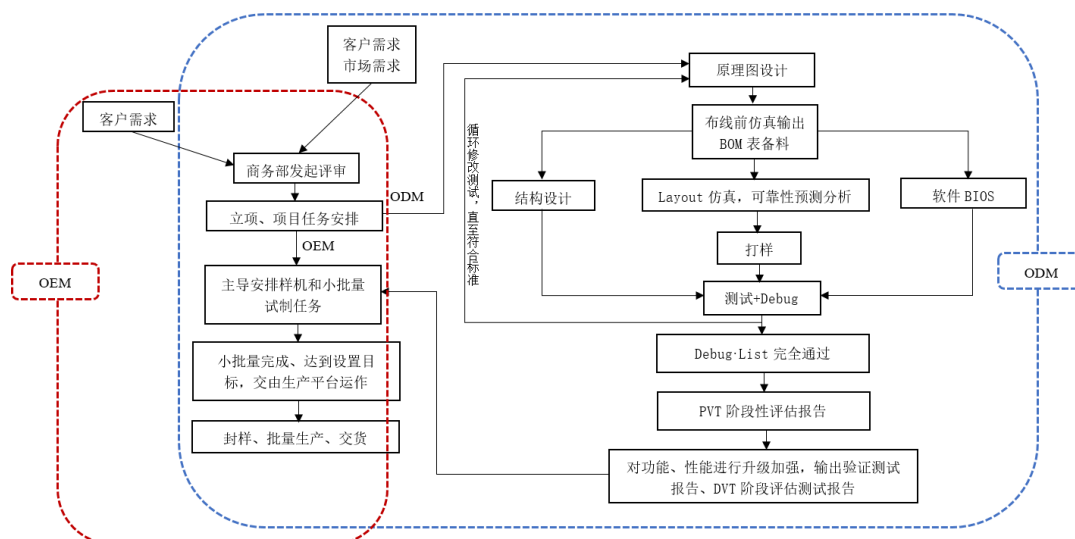 客户需求
市场需求
客户需求
商务部发起评审
立项、项目任务安排
ODM
OEM
主导安排样机和小批量
试制任务
小批量完成、达到设置目
标，交由生产平台运作
封样、批量生产、交货
OEM
循环修改测试，直至符合标准
原理图设计
布线前仿真输出
BOM 表备料
结构设计
Layout 仿真，可靠性预测分析
软件 BIOS
打样
测试+Debug
Debug·List 完全通过
PVT 阶段性评估报告
对功能、性能进行升级加强，输出验证测试
报告、DVT 阶段评估测试报告
ODM